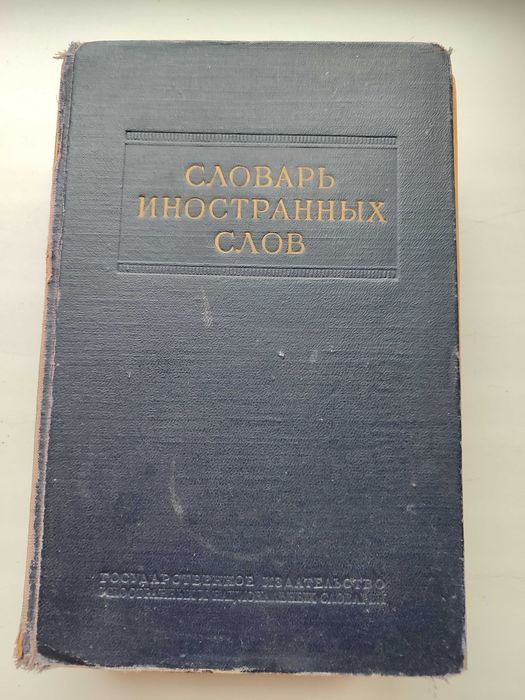 СЛОВАРЬ
ИНОСТРАННЫХ
СЛОВ
ГОСУДАРСТВЕННОЕ ИЗДАТЕЛЬСТВО
ИНОСТРАННЫХ И НАЦИОНАЛЬНЫХ СЛОВАРЕЙ